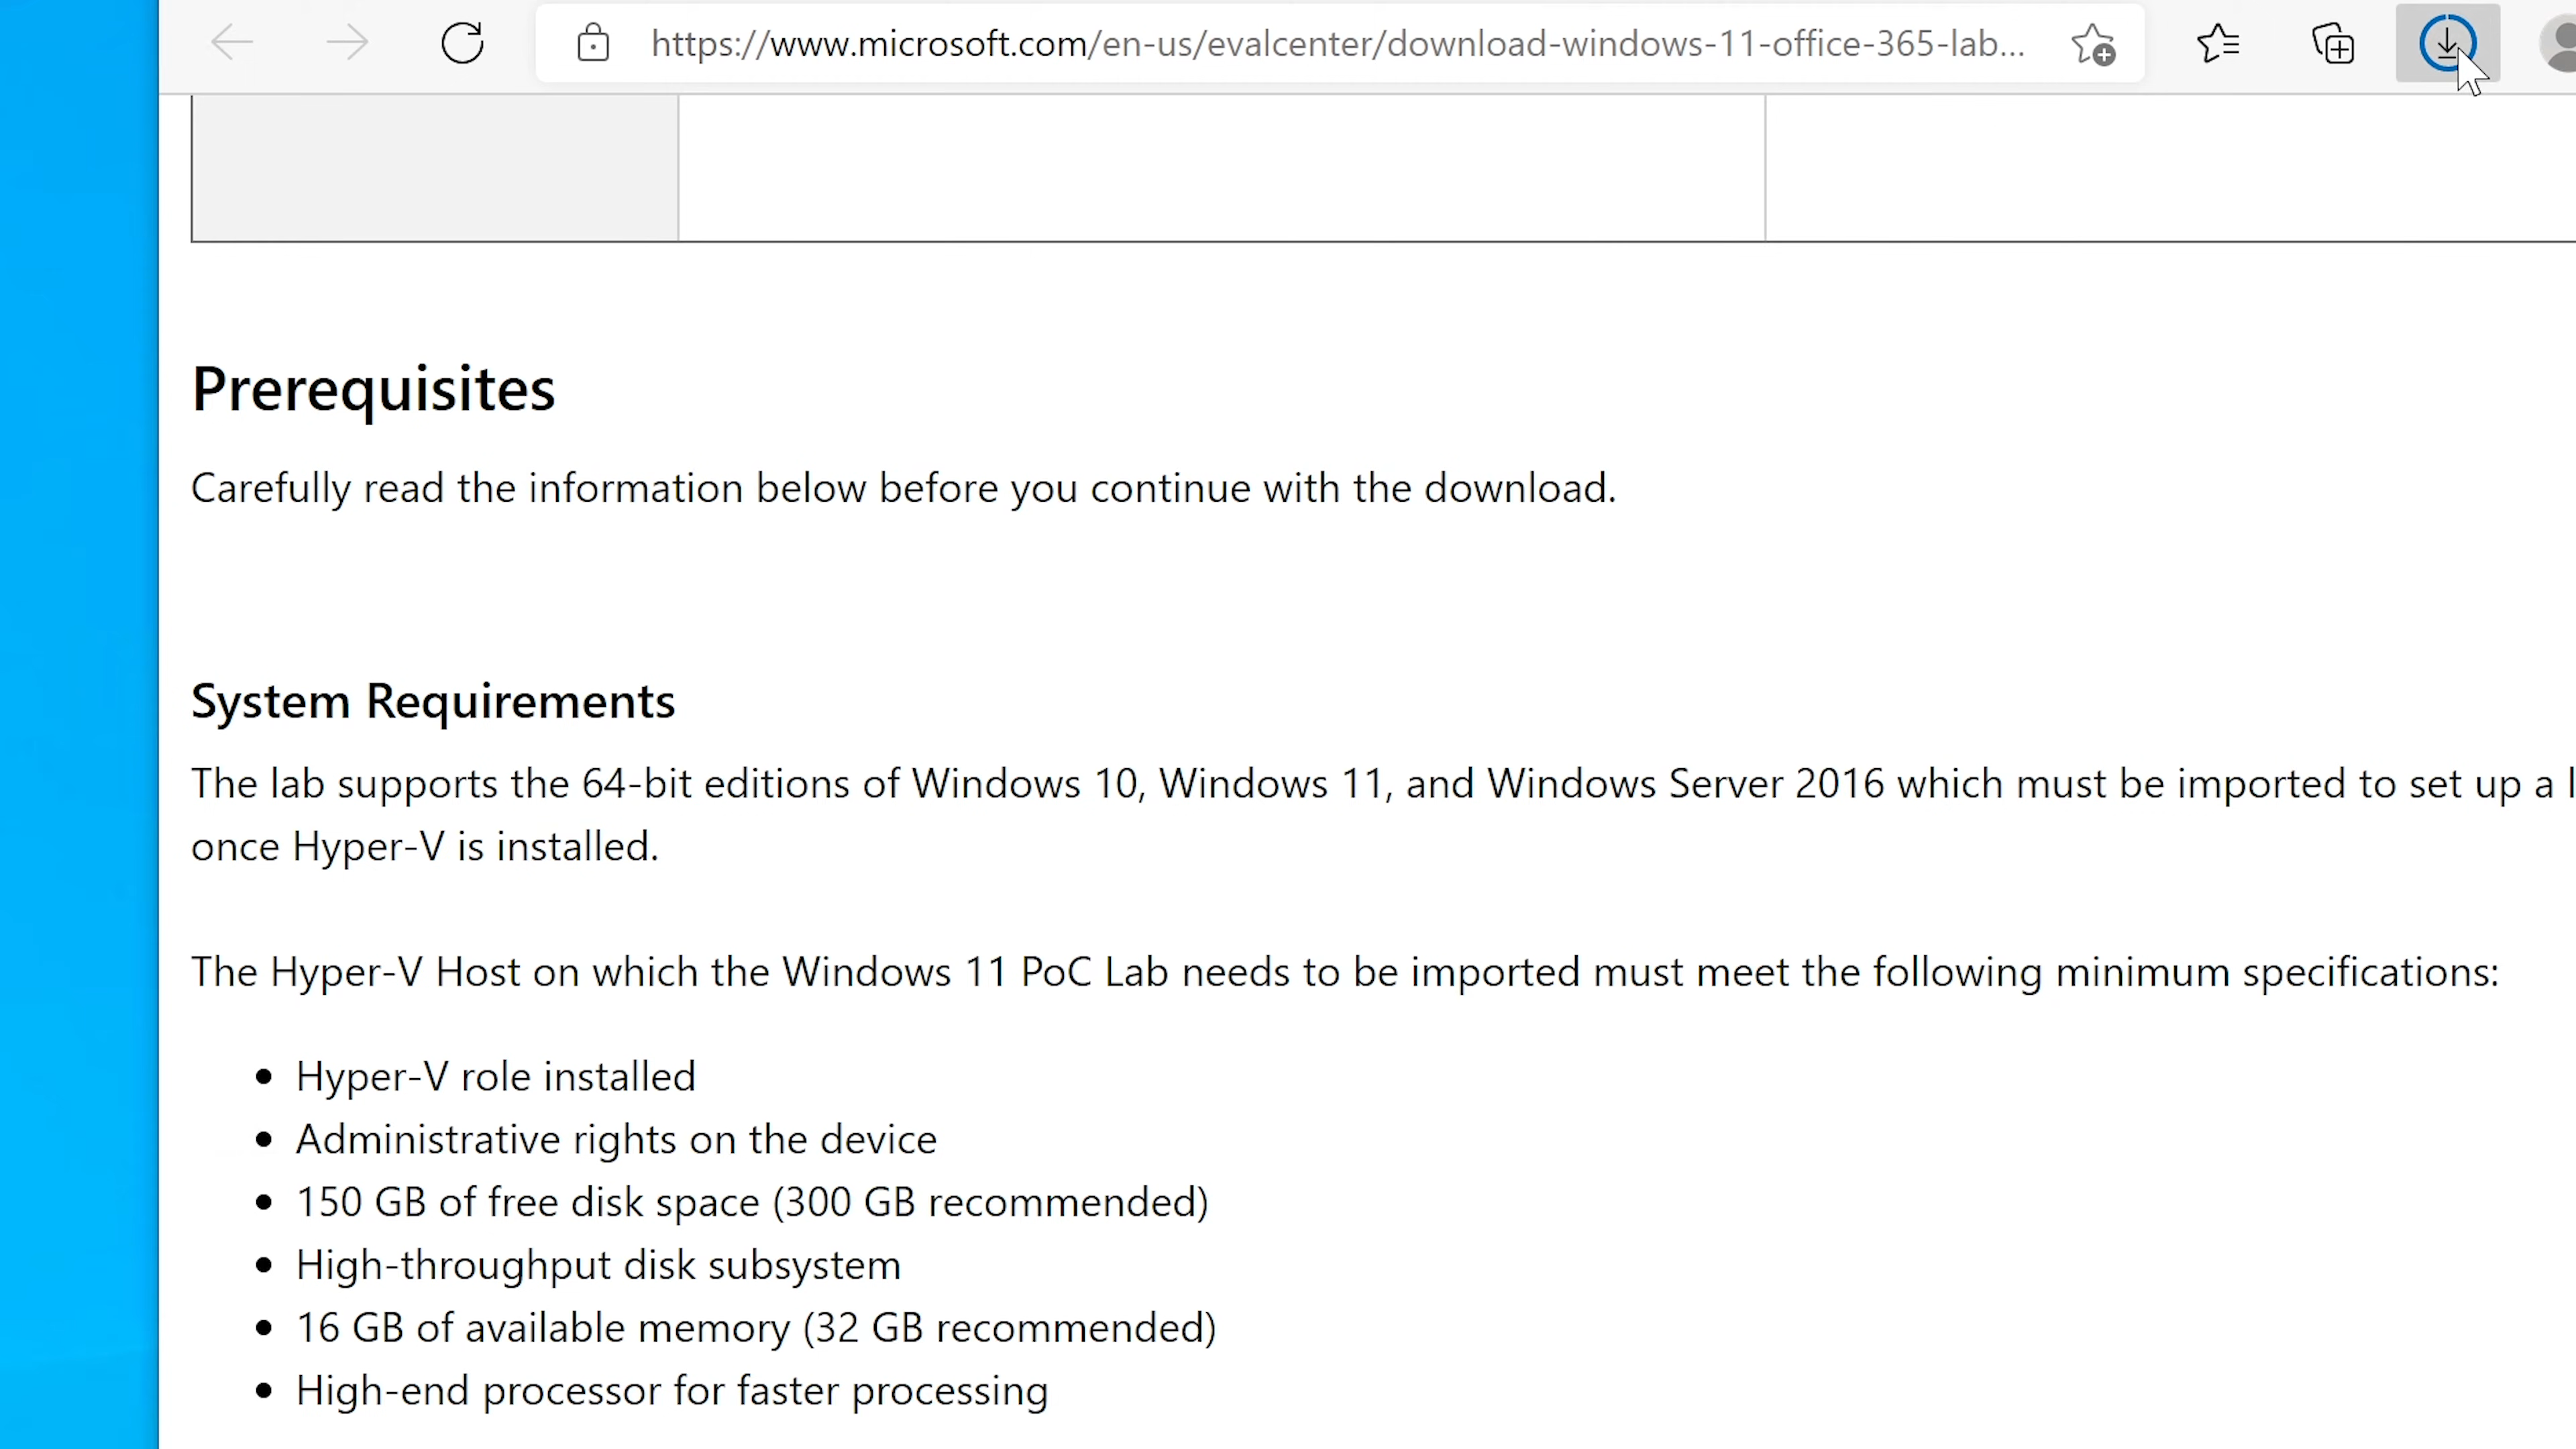 https://www.microsoft.com/en-us/evalcenter/download-windows-11-office-365-lab...
Prerequisites
Carefully read the information below before you continue with the download.
System Requirements
The lab supports the 64-bit editions of Windows 10, Windows 11, and Windows Server 2016 which must be imported to set up a
once Hyper-V is installed.
The Hyper-V Host on which the Windows 11 PoC Lab needs to be imported must meet the following minimum specifications:
• Hyper-V role installed
• Administrative rights on the device
• 150 GB of free disk space (300 GB recommended)
• High-throughput disk subsystem
• 16 GB of available memory (32 GB recommended)
• High-end processor for faster processing